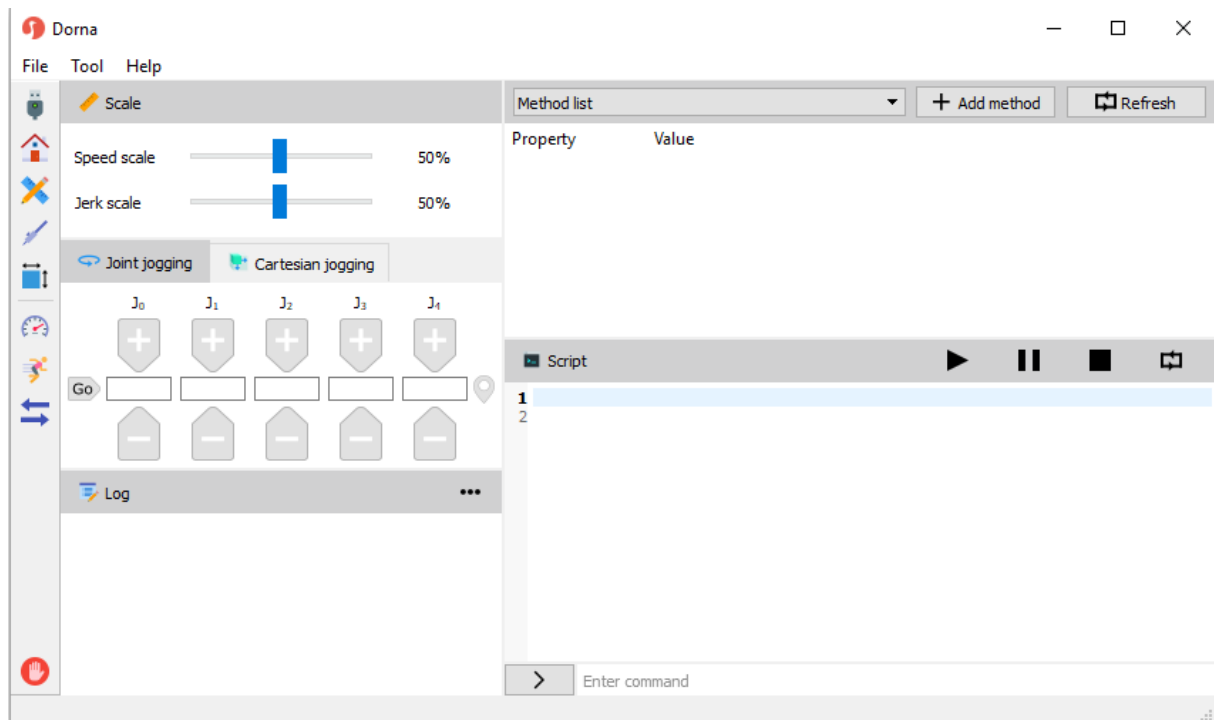 Dorna
File Tool Help
Scale
Speed scale 50%
Jerk scale 50%
Joint jogging Cartesian jogging
J₀ J₁ J₂ J₃ J₄
Go
Log
Method list Add method Refresh
Property Value
Script
1
2
Enter command